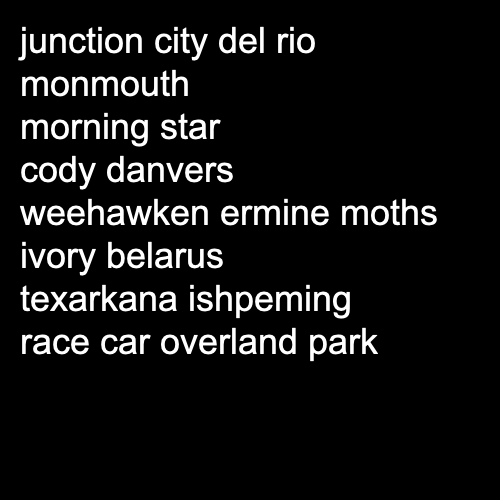 junction city del rio
monmouth
morning star
cody danvers
weehawken ermine moths
ivory belarus
texarkana ishpeming
race car overland park